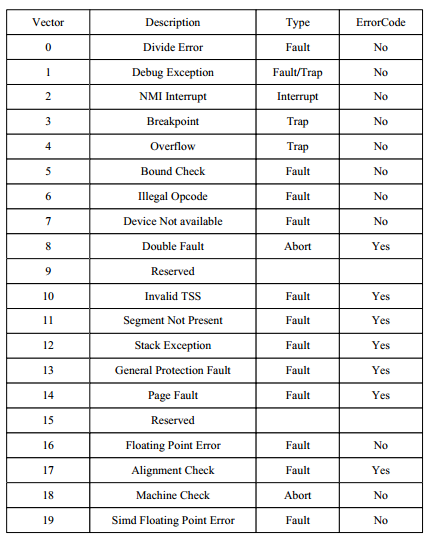 Vector Description Type ErrorCode
0 Divide Error Fault No
1 Debug Exception Fault/Trap No
2 NMI Interrupt Interrupt No
3 Breakpoint Trap No
4 Overflow Trap No
5 Bound Check Fault No
6 Illegal Opcode Fault No
7 Device Not available Fault No
8 Double Fault Abort Yes
9 Reserved
10 Invalid TSS Fault Yes
11 Segment Not Present Fault Yes
12 Stack Exception Fault Yes
13 General Protection Fault Fault Yes
14 Page Fault Fault Yes
15 Reserved
16 Floating Point Error Fault No
17 Alignment Check Fault Yes
18 Machine Check Abort No
19 Simd Floating Point Error Fault No